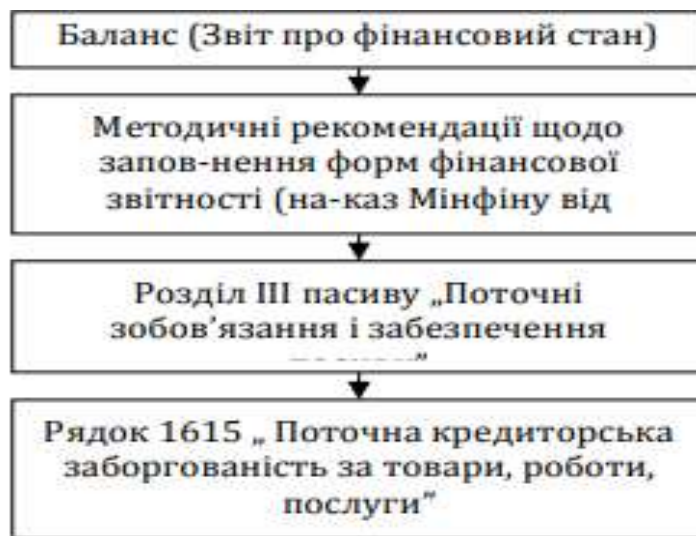 Баланс (Звіт про фінансовий стан)
Методичні рекомендації щодо
запов-нення форм фінансової
звітності (на-каз Мінфіну від
Розділ ІІІ пасиву „Поточні
зобов’язання і забезпечення
”
Рядок 1615 „ Поточна кредиторська
заборгованість за товари, роботи,
послуги”